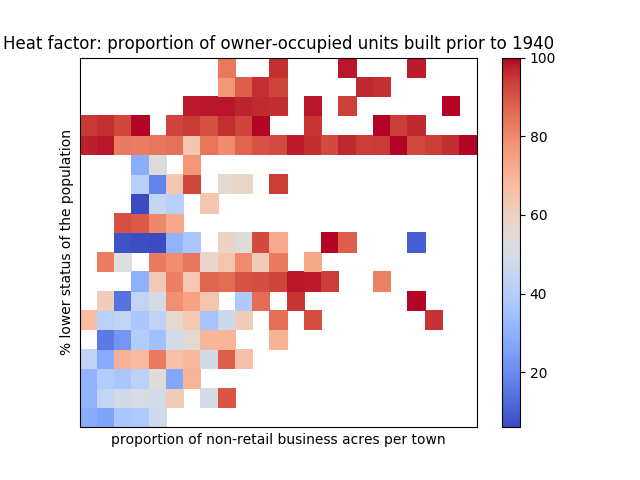 Heat factor: proportion of owner-occupied units built prior to 1940
% lower status of the population
proportion of non-retail business acres per town
100
80
60
40
20